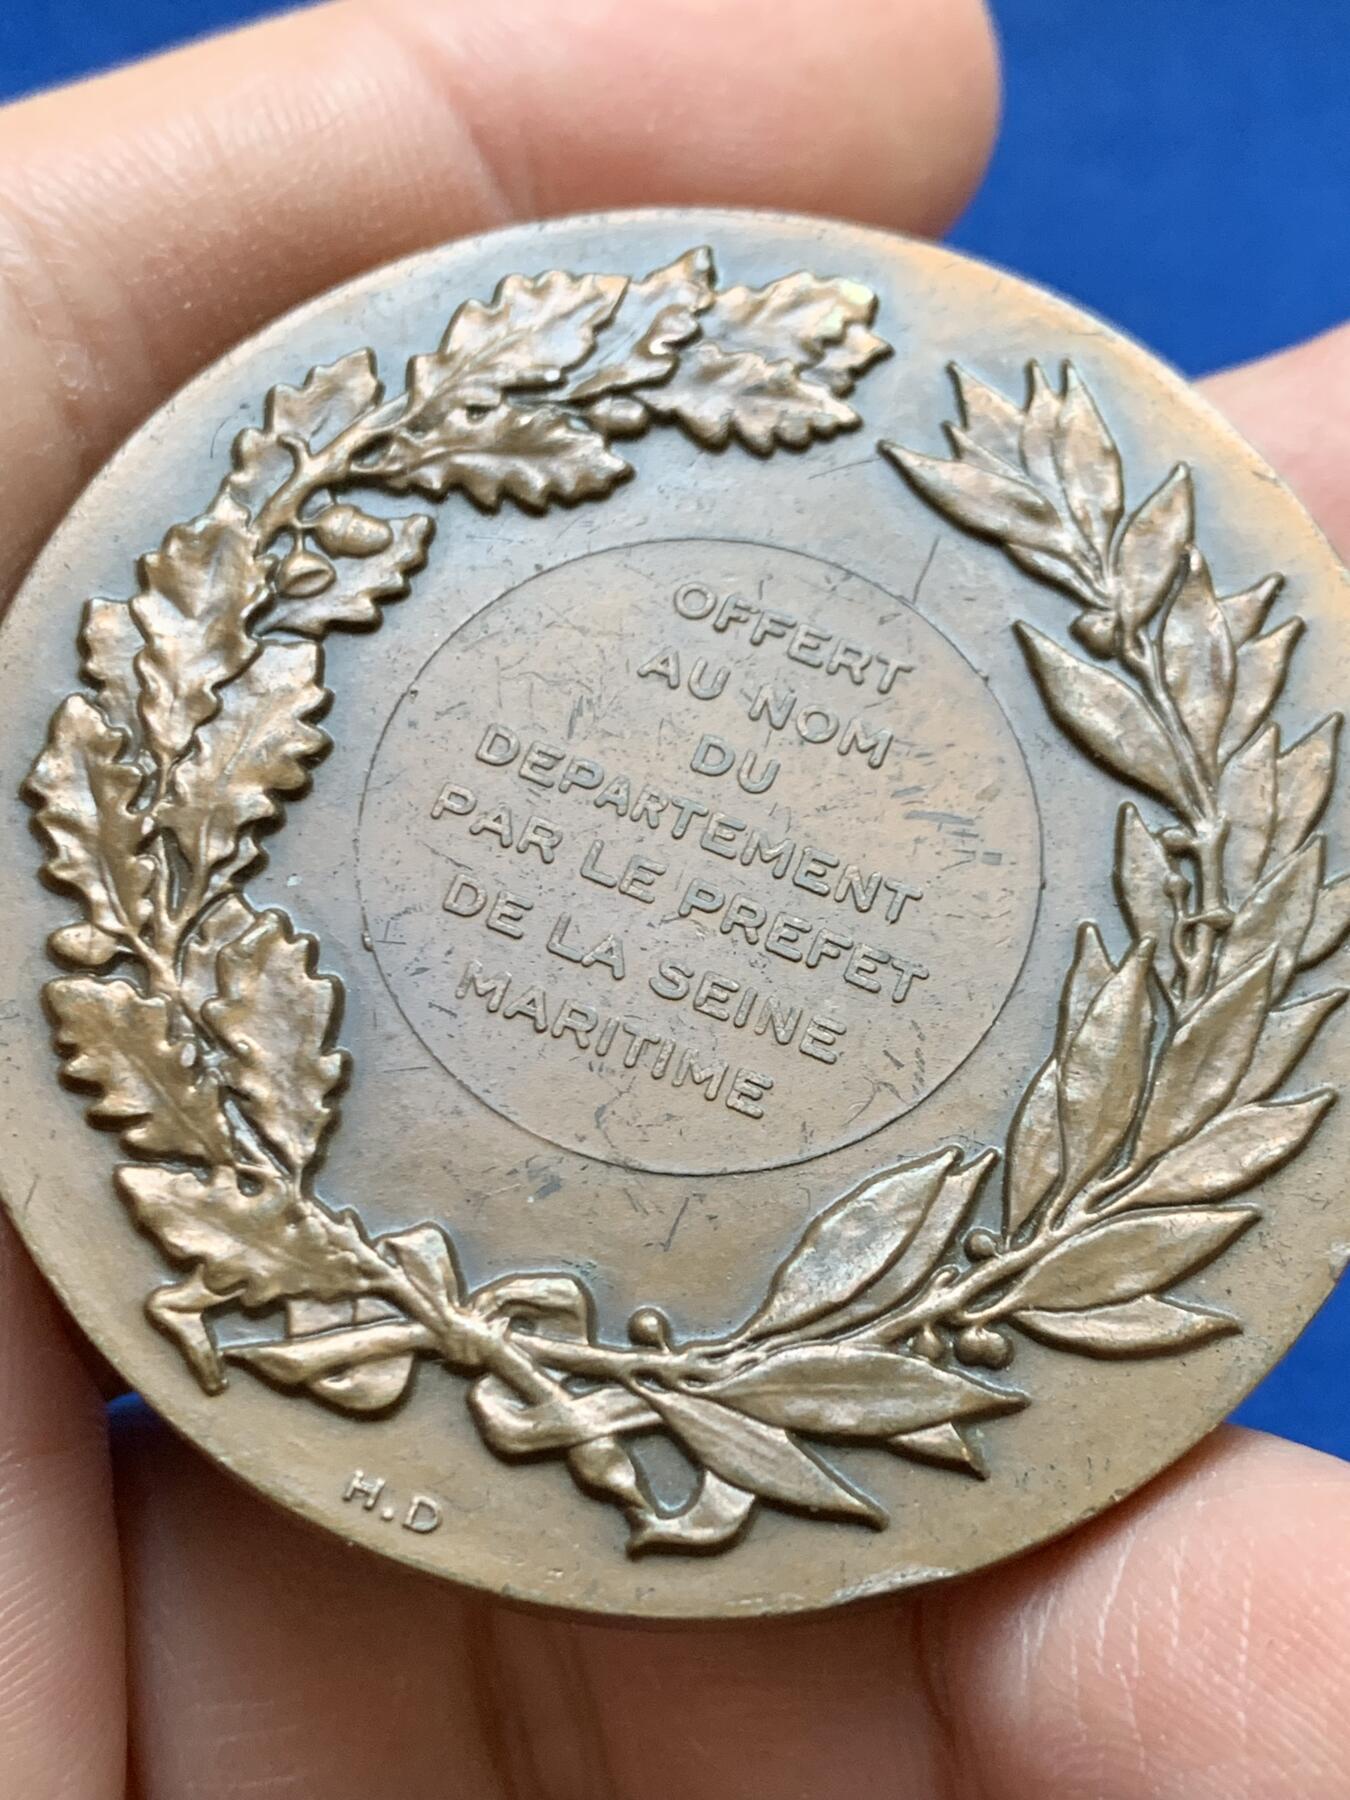 OFFERT
AU NOM
DU
DEPARTEMENT
PAR LE PREFET
DE LA SEINE
MARITIME
H.D